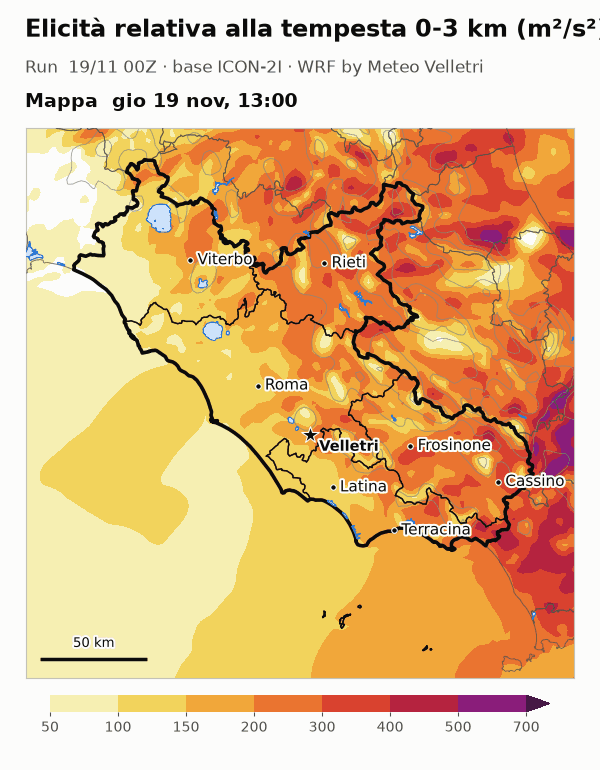 Elicità relativa alla tempesta 0-3 km (m²/s²)
Run 19/11 00Z · base ICON-2I · WRF by Meteo Velletri
Mappa gio 19 nov, 13:00
Viterbo
Rieti
Roma
Velletri
Frosinone
Cassino
Latina
Terracina
50 km
50 100 150 200 300 400 500 700